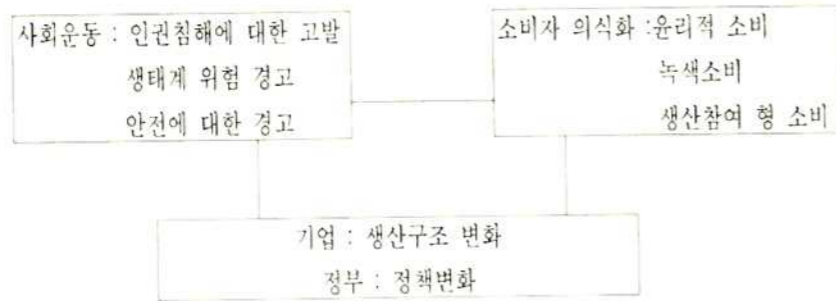 사회운동 : 인권침해에 대한 고발
생태계 위험 경고
안전에 대한 경고
소비자 의식화 :윤리적 소비
녹색소비
생산참여 형 소비
기업 : 생산구조 변화
정부 : 정책변화